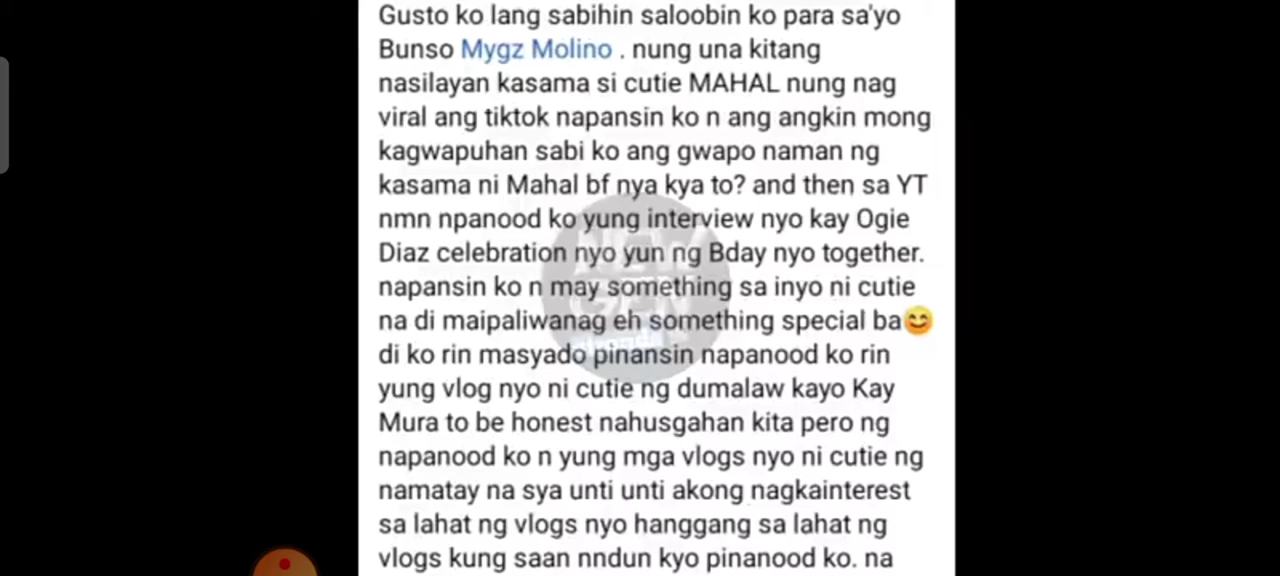 Gusto ko lang sabihin saloobin ko para sa'yo
Bunso Mygz Molino . nung una kitang
nasilayan kasama si cutie MAHAL nung nag
viral ang tiktok napansin ko n ang angkin mong
kagwapuhan sabi ko ang gwapo naman ng
kasama ni Mahal bf nya kya to? and then sa YT
nmn npanood ko yung interview nyo kay Ogie
Diaz celebration nyo yun ng Bday nyo together.
napansin ko n may something sa inyo ni cutie
na di maipaliwanag eh something special ba😊
di ko rin masyado pinansin napanood ko rin
yung vlog nyo ni cutie ng dumalaw kayo Kay
Mura to be honest nahusgahan kita pero ng
napanood ko n yung mga vlogs nyo ni cutie ng
namatay na sya unti unti akong nagkainterest
sa lahat ng vlogs nyo hanggang sa lahat ng
vlogs kung saan nndun kyo pinanood ko. na
NEW
GEN